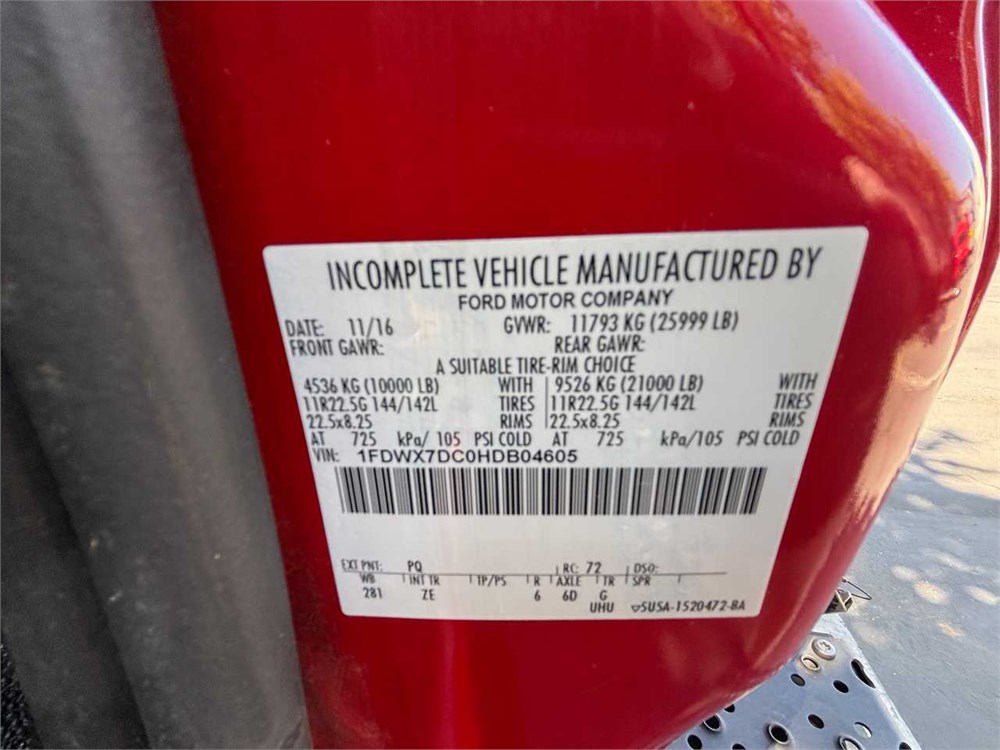 INCOMPLETE VEHICLE MANUFACTURED BY
FORD MOTOR COMPANY
DATE: 11/16 GVWR: 11793 KG (25999 LB)
FRONT GAWR: REAR GAWR:
A SUITABLE TIRE-RIM CHOICE
4536 KG (10000 LB) WITH 9526 KG (21000 LB) WITH
11R22.5G 144/142L TIRES 11R22.5G 144/142L TIRES
22.5x8.25 RIMS 22.5x8.25 RIMS
AT 725 kPa/ 105 PSI COLD AT 725 kPa/105 PSI COLD
VIN: 1FDWX7DC0HDB04605
EXT PNT: PQ RC: 72 DSO:
WB INT TR TP/PS R AXLE TR SPR
281 ZE 6 6D G
UHU ▽5USA-1520472-BA